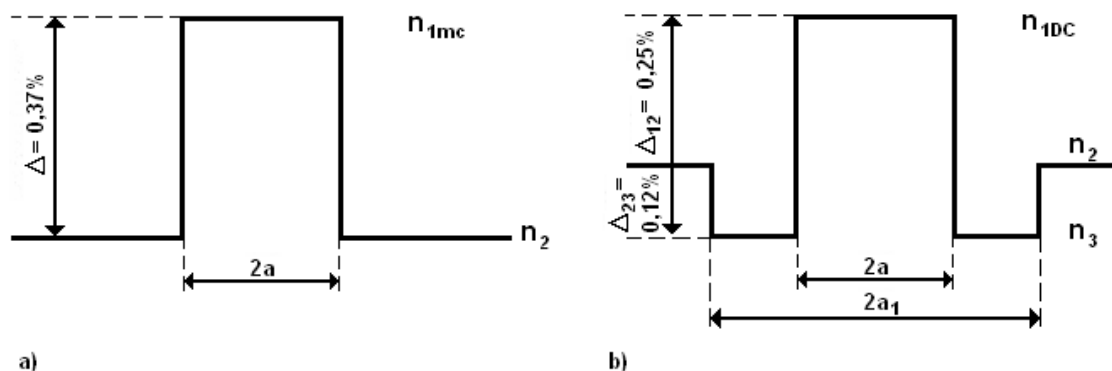 n1mc
Δ = 0,37%
n2
2a
a)
n1DC
Δ12 = 0,25%
n2
Δ23 =
0,12%
n3
2a
2a1
b)